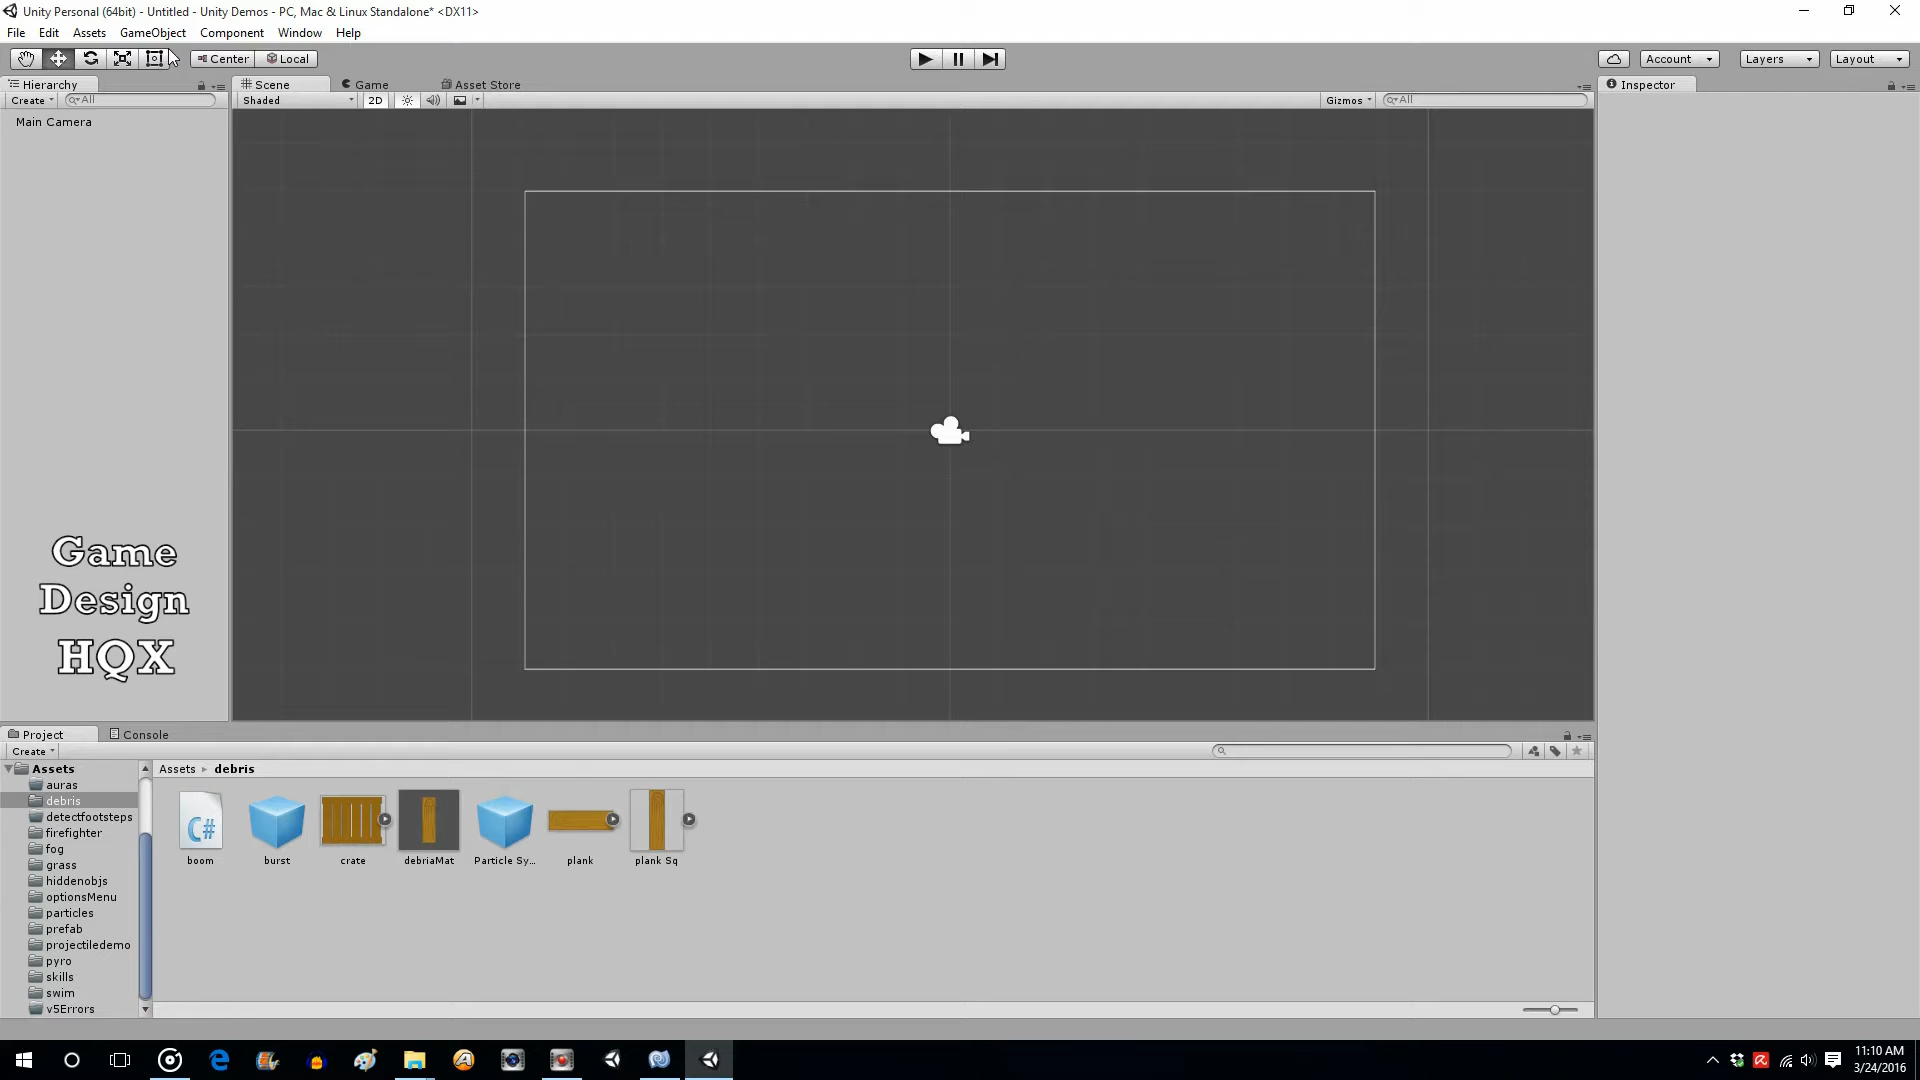 Unity Personal (64bit) - Untitled - Unity Demos - PC, Mac & Linux Standalone* <DX11>
File Edit Assets GameObject Component Window Help
Center Local Account Layers Layout
Hierarchy Scene Game Asset Store Inspector
Create All Shaded 2D Gizmos All
Main Camera
Game
Design
HQX
Project Console
Create
Assets Assets debris
auras
debris
detectfootsteps
firefighter
fog
grass
hiddenobjs
optionsMenu
particles
prefab
projectiledemo
pyro
skills
swim
v5Errors
C#
boom burst crate debriaMat Particle Sy... plank plank Sq
11:10 AM
3/24/2016